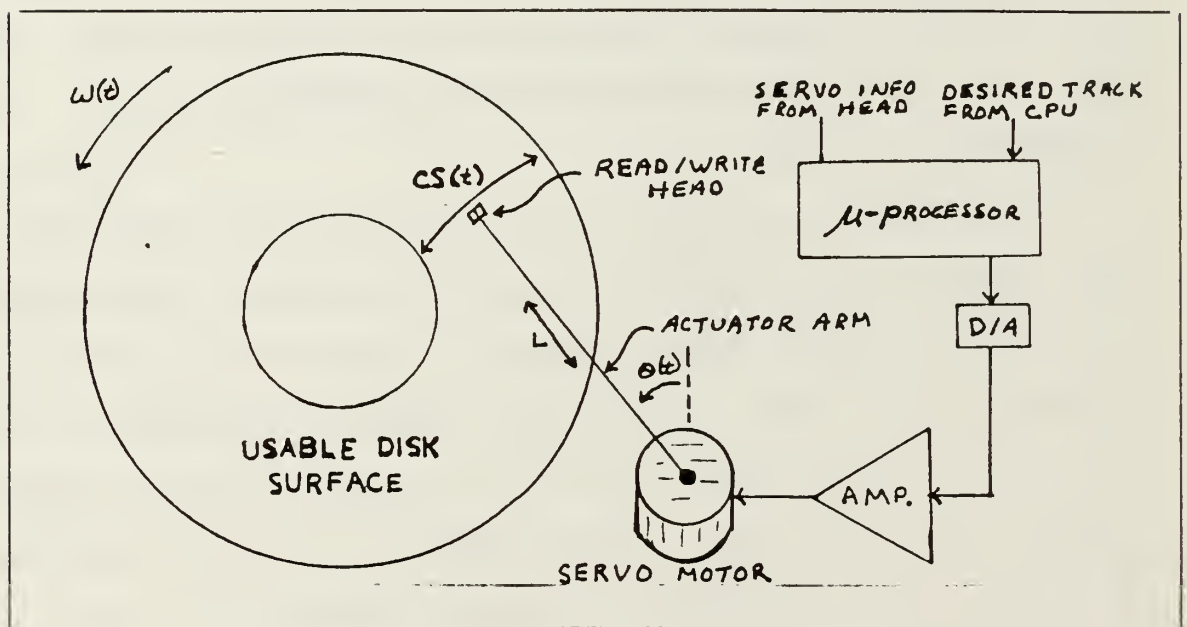 ω(t)
CS(t)
READ/WRITE
HEAD
SERVO INFO
FROM HEAD
DESIRED TRACK
FROM CPU
μ-PROCESSOR
D/A
L
ACTUATOR ARM
Θ(t)
USABLE DISK
SURFACE
AMP.
SERVO MOTOR